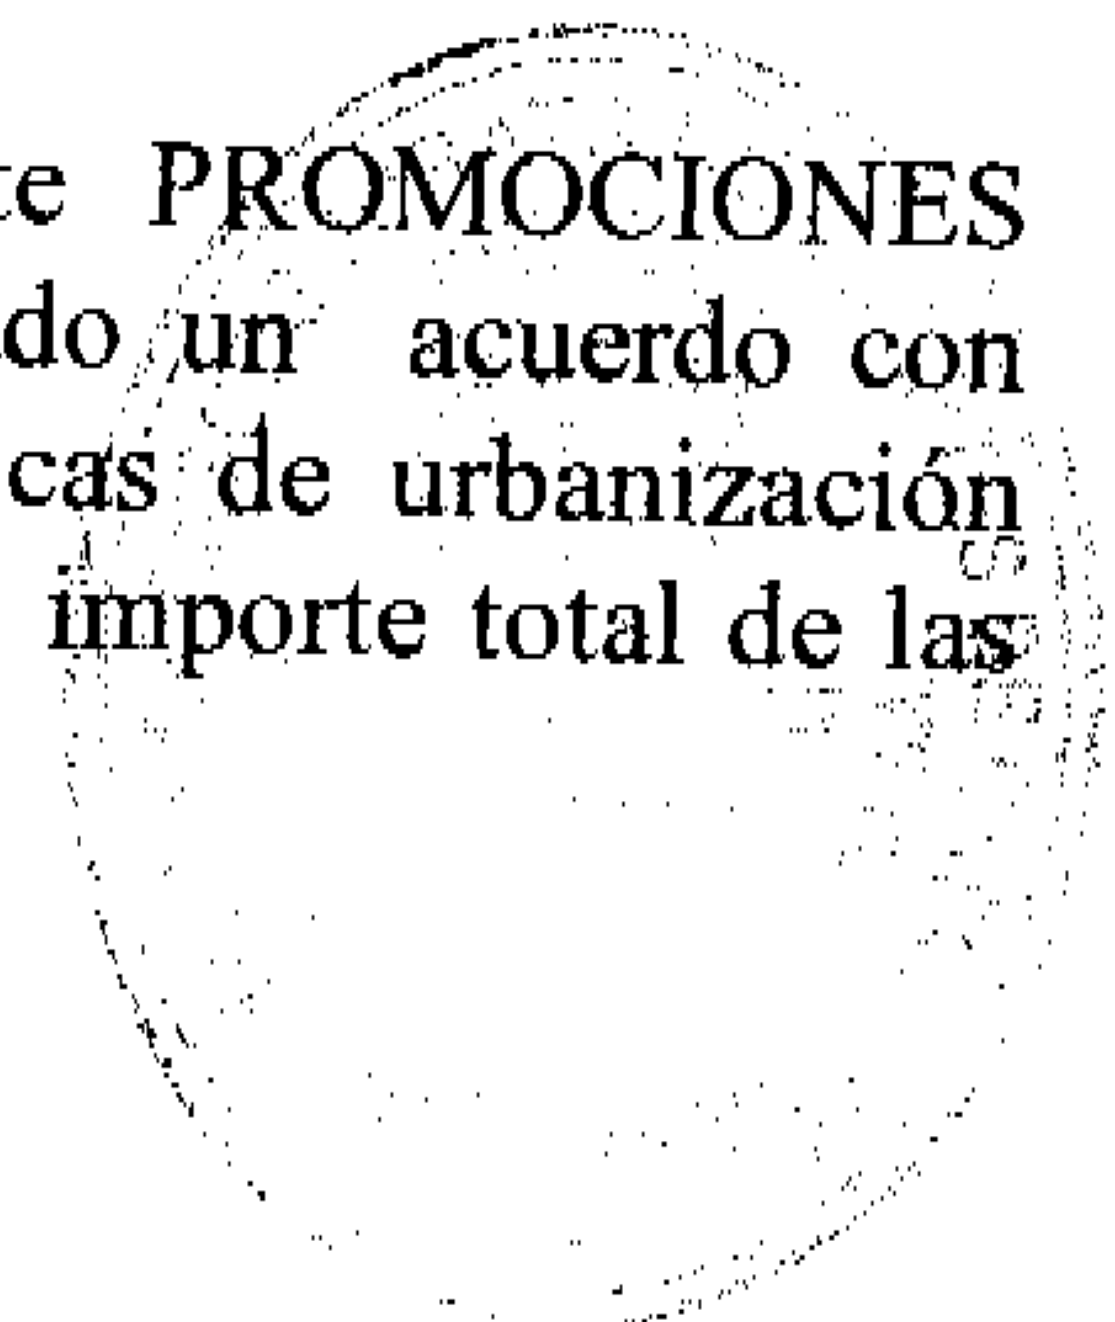 te PROMOCIONES
do un acuerdo con
cas de urbanización
importe total de las